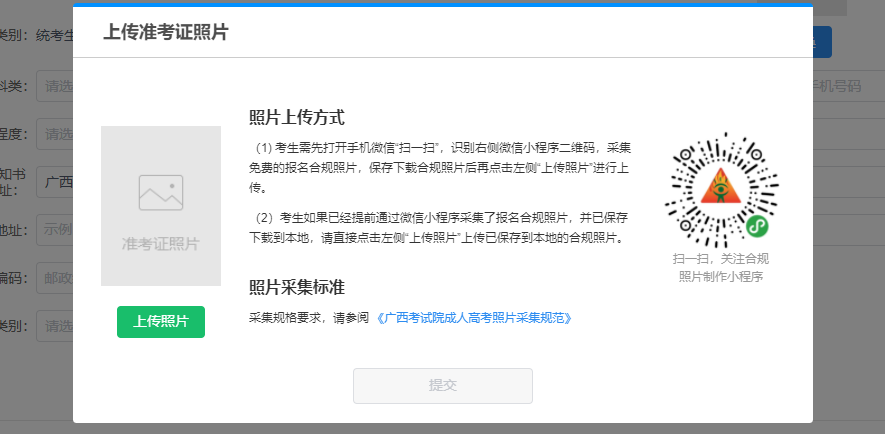 上传准考证照片
类别：
统考生
科类：
请选
手机号码
程度：
请选
知书
址：
广西
地址：
示例
编码：
邮政
类别：
请选
准考证照片
上传照片
照片上传方式
（1) 考生需先打开手机微信“扫一扫”，识别右侧微信小程序二维码，采集
免费的报名合规照片，保存下载合规照片后再点击左侧“上传照片”进行上
传。
（2）考生如果已经提前通过微信小程序采集了报名合规照片，并已保存
下载到本地，请直接点击左侧“上传照片”上传已保存到本地的合规照片。
照片采集标准
采集规格要求，请参阅《广西考试院成人高考照片采集规范》
扫一扫，关注合规
照片制作小程序
提交